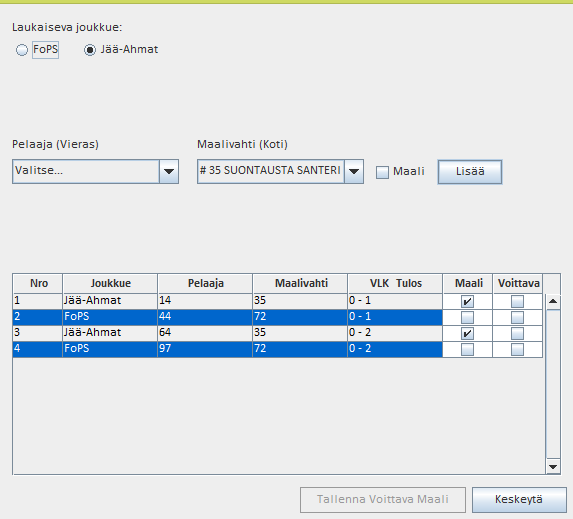 Laukaiseva joukkue:
FoPS Jää-Ahmat
Pelaaja (Vieras) Maalivahti (Koti)
Valitse... # 35 SUONTAUSTA SANTERI Maali Lisää
Nro Joukkue Pelaaja Maalivahti VLK Tulos Maali Voittava
1 Jää-Ahmat 14 35 0 - 1
2 FoPS 44 72 0 - 1
3 Jää-Ahmat 64 35 0 - 2
4 FoPS 97 72 0 - 2
Tallenna Voittava Maali Keskeytä